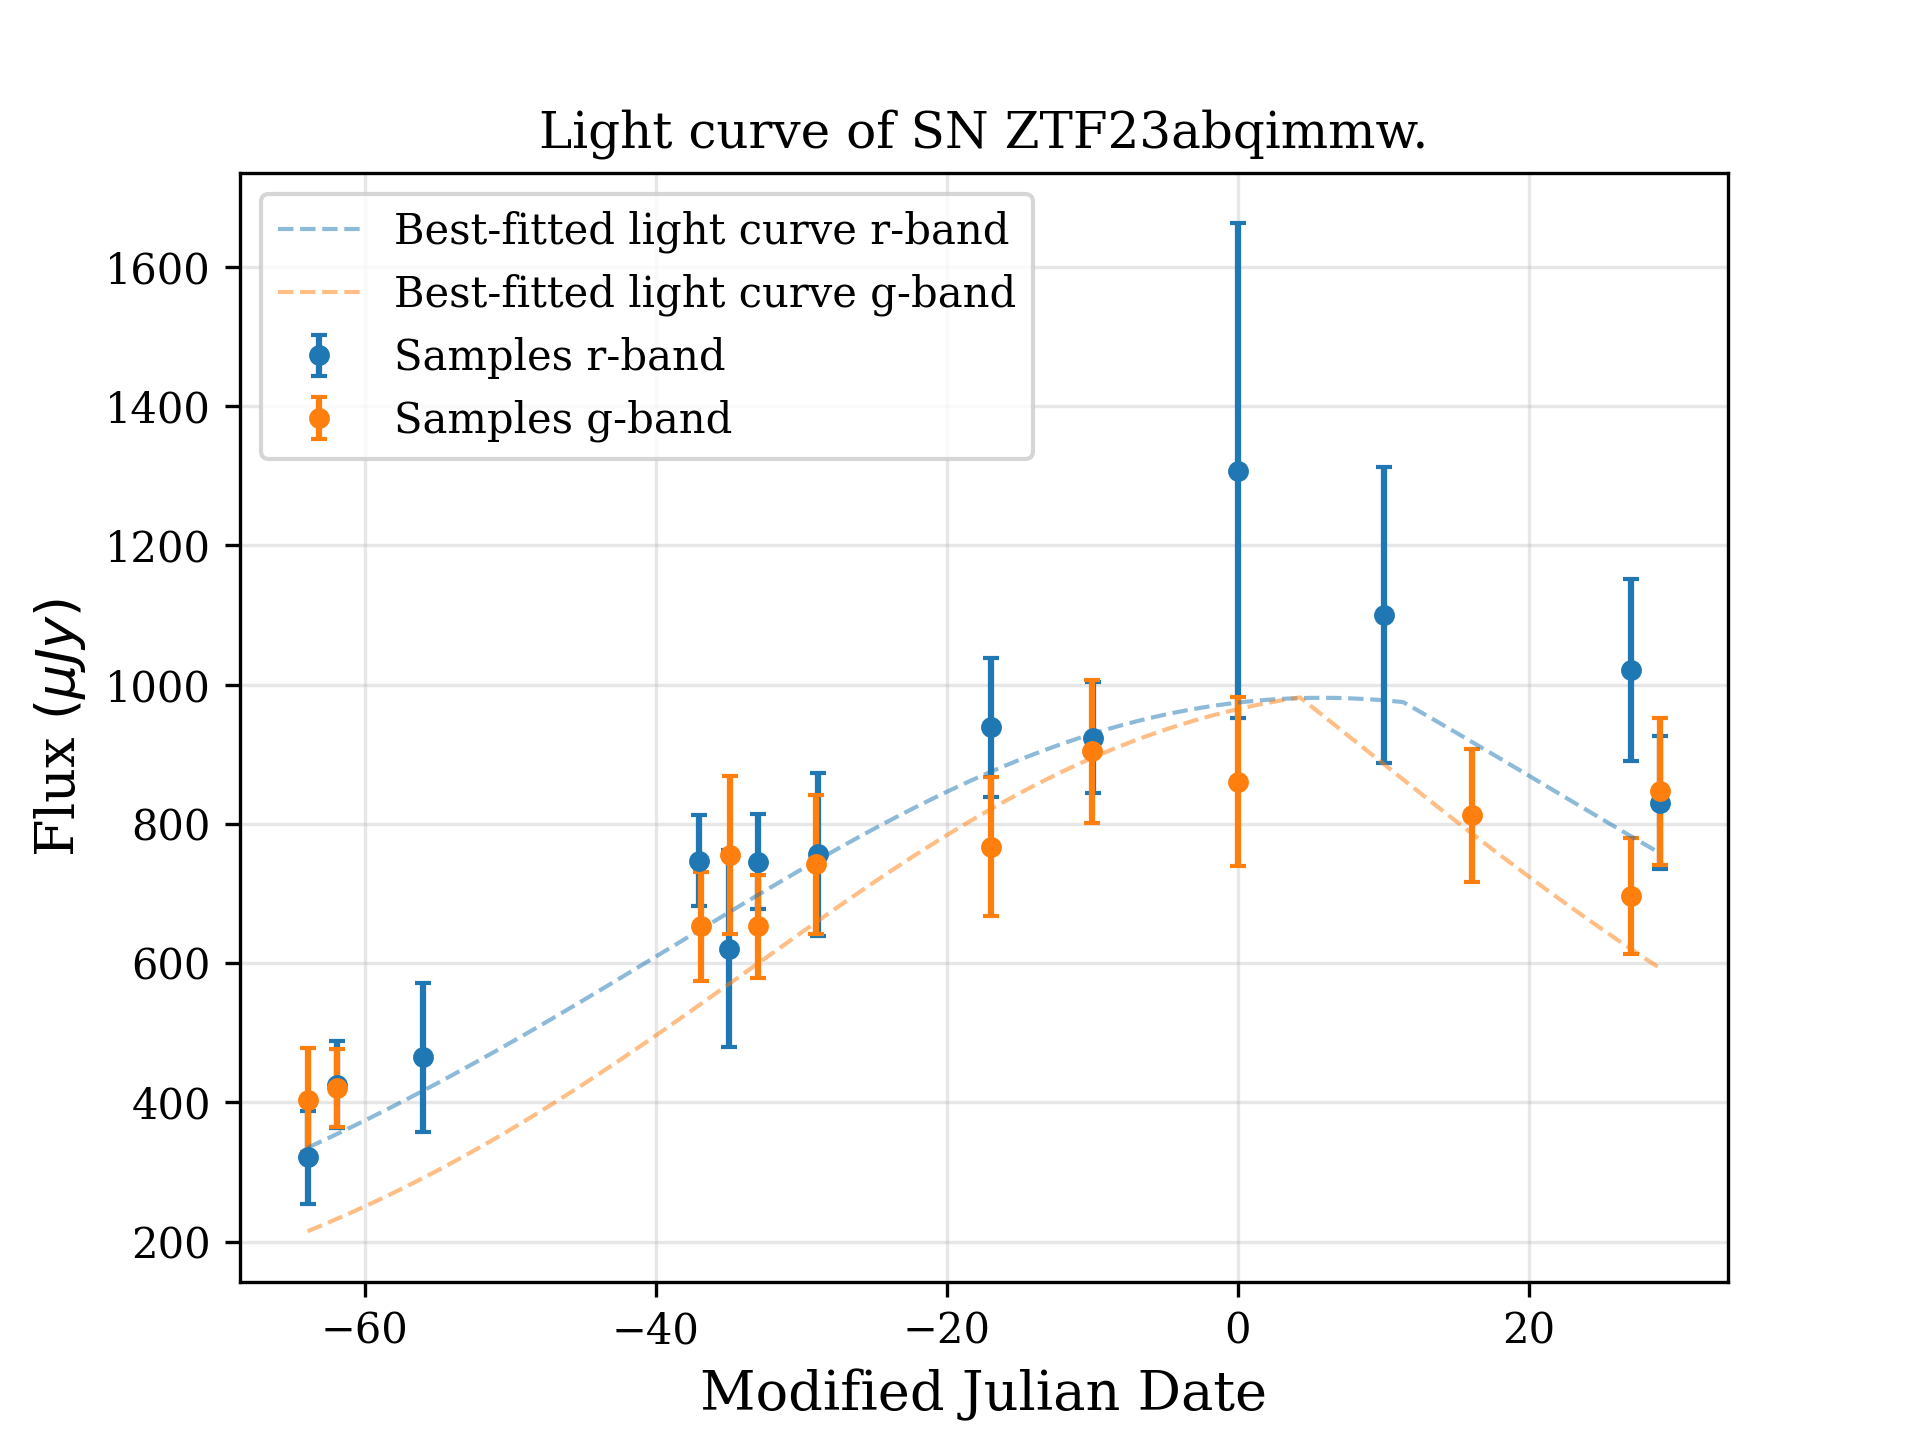 Light curve of SN ZTF23abqimmw.
Best-fitted light curve r-band
Best-fitted light curve g-band
Samples r-band
Samples g-band
1600
1400
1200
1000
800
600
400
200
Flux (μJy)
−60 −40 −20 0 20
Modified Julian Date